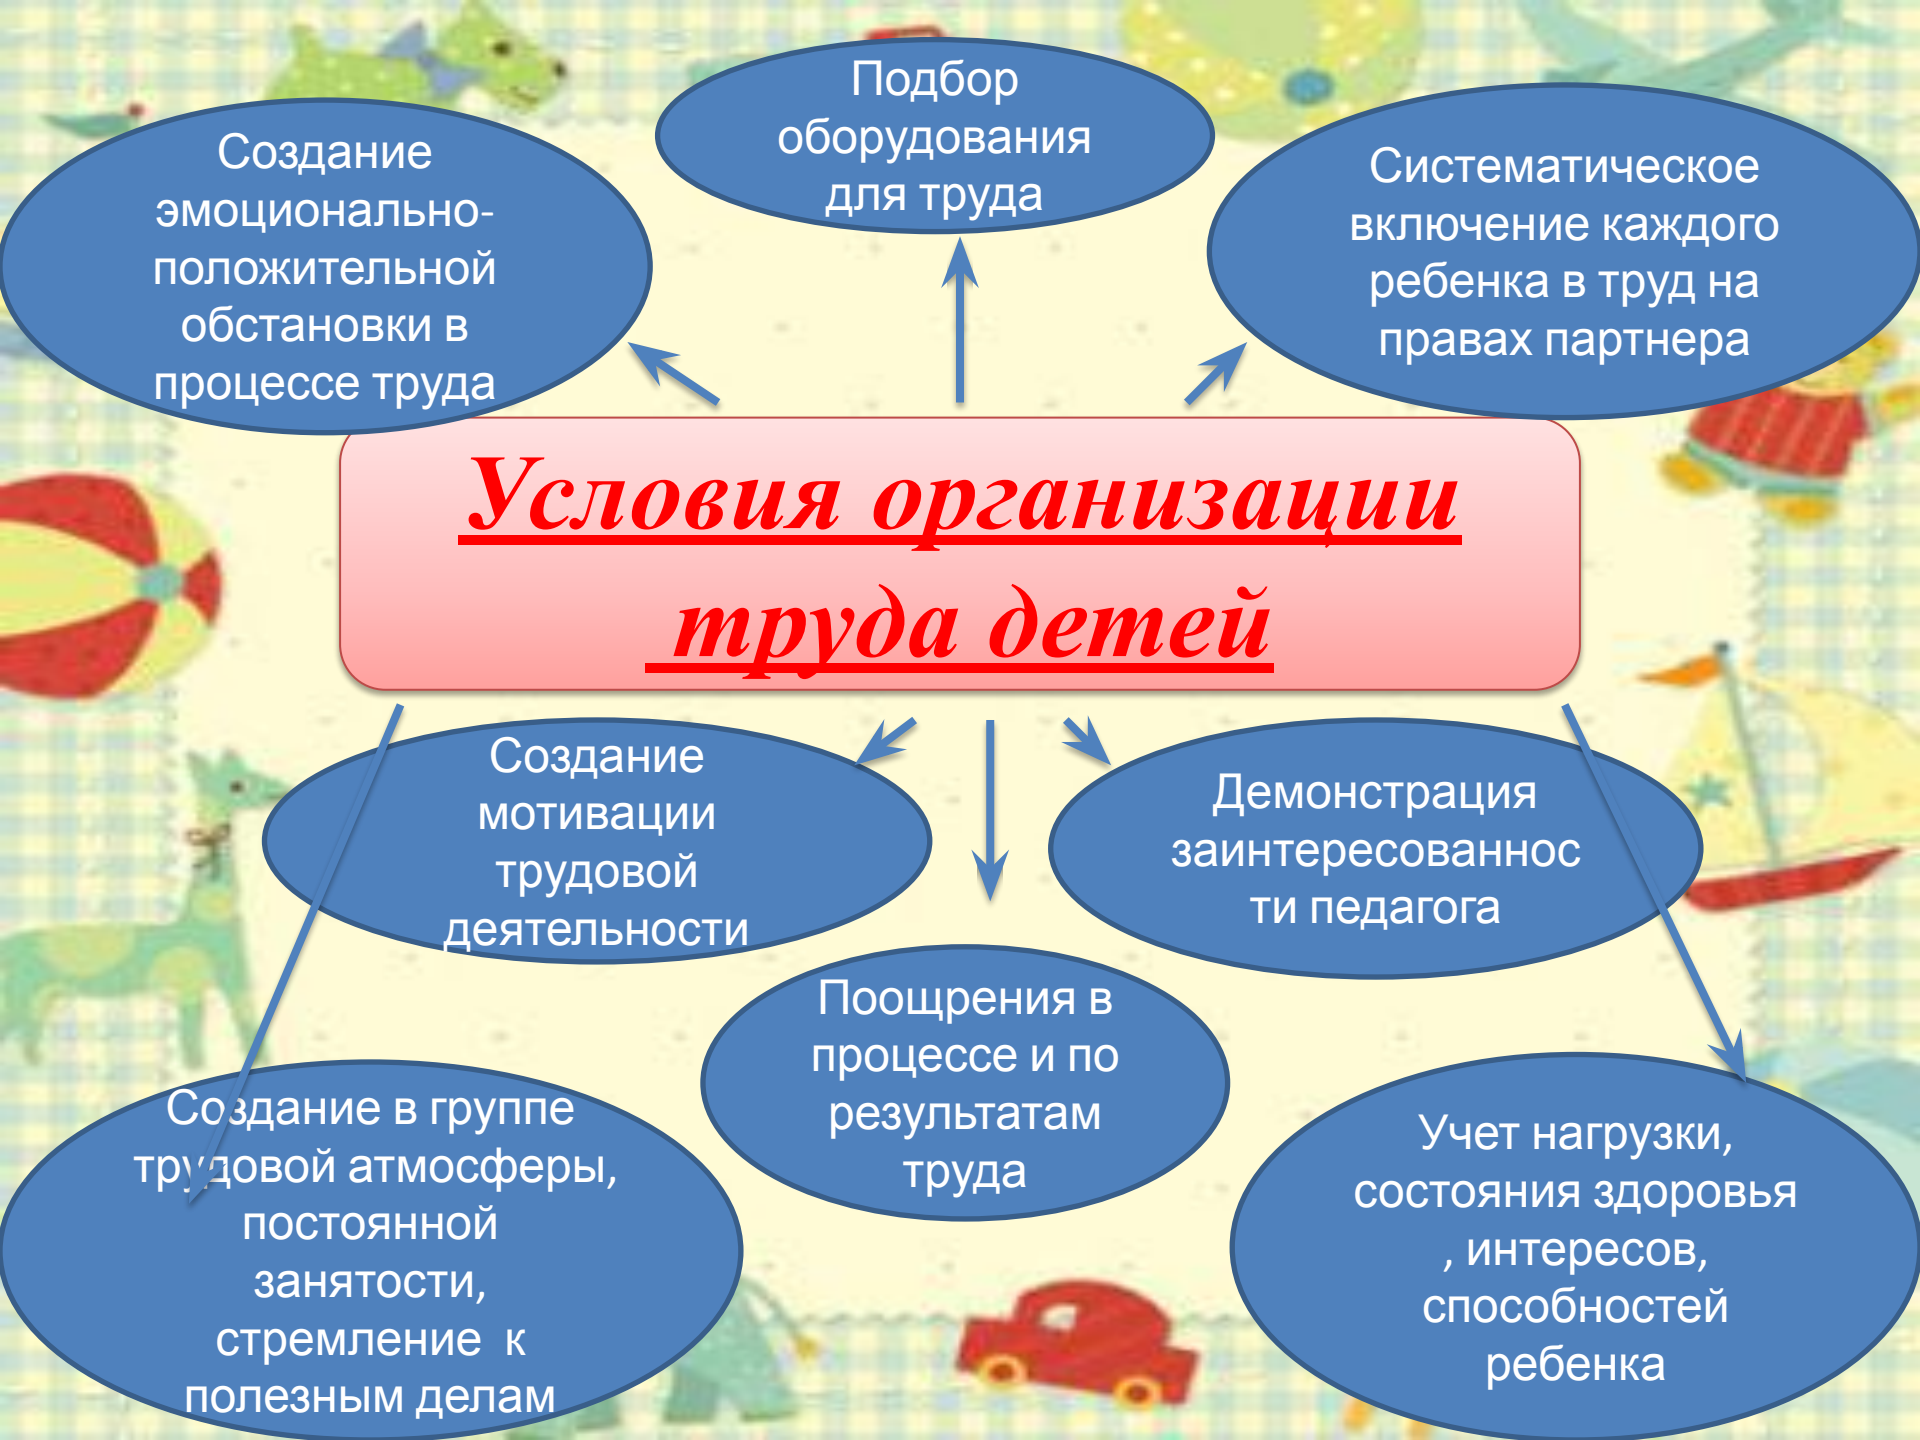 Создание
эмоционально-
положительной
обстановки в
процессе труда
Подбор
оборудования
для труда
Систематическое
включение каждого
ребенка в труд на
правах партнера
Условия организации
труда детей
Создание
мотивации
трудовой
деятельности
Демонстрация
заинтересованнос
ти педагога
Поощрения в
процессе и по
результатам
труда
Создание в группе
трудовой атмосферы,
постоянной
занятости,
стремление  к
полезным делам
Учет нагрузки,
состояния здоровья
, интересов,
способностей
ребенка